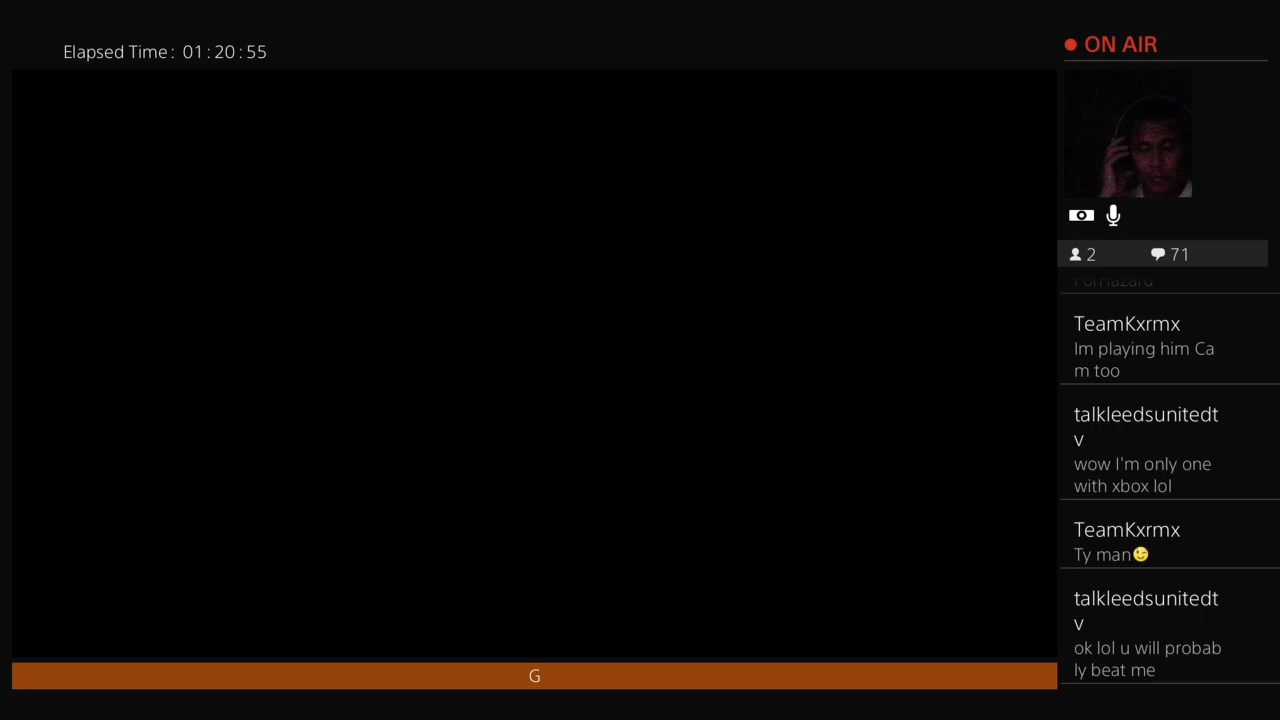 Elapsed Time: 01:20:55
ON AIR
2 71
ForHazard
TeamKxrmx
Im playing him Ca
m too
talkleedsunitedt
v
wow I'm only one
with xbox lol
TeamKxrmx
Ty man😉
talkleedsunitedt
v
ok lol u will probab
ly beat me
G